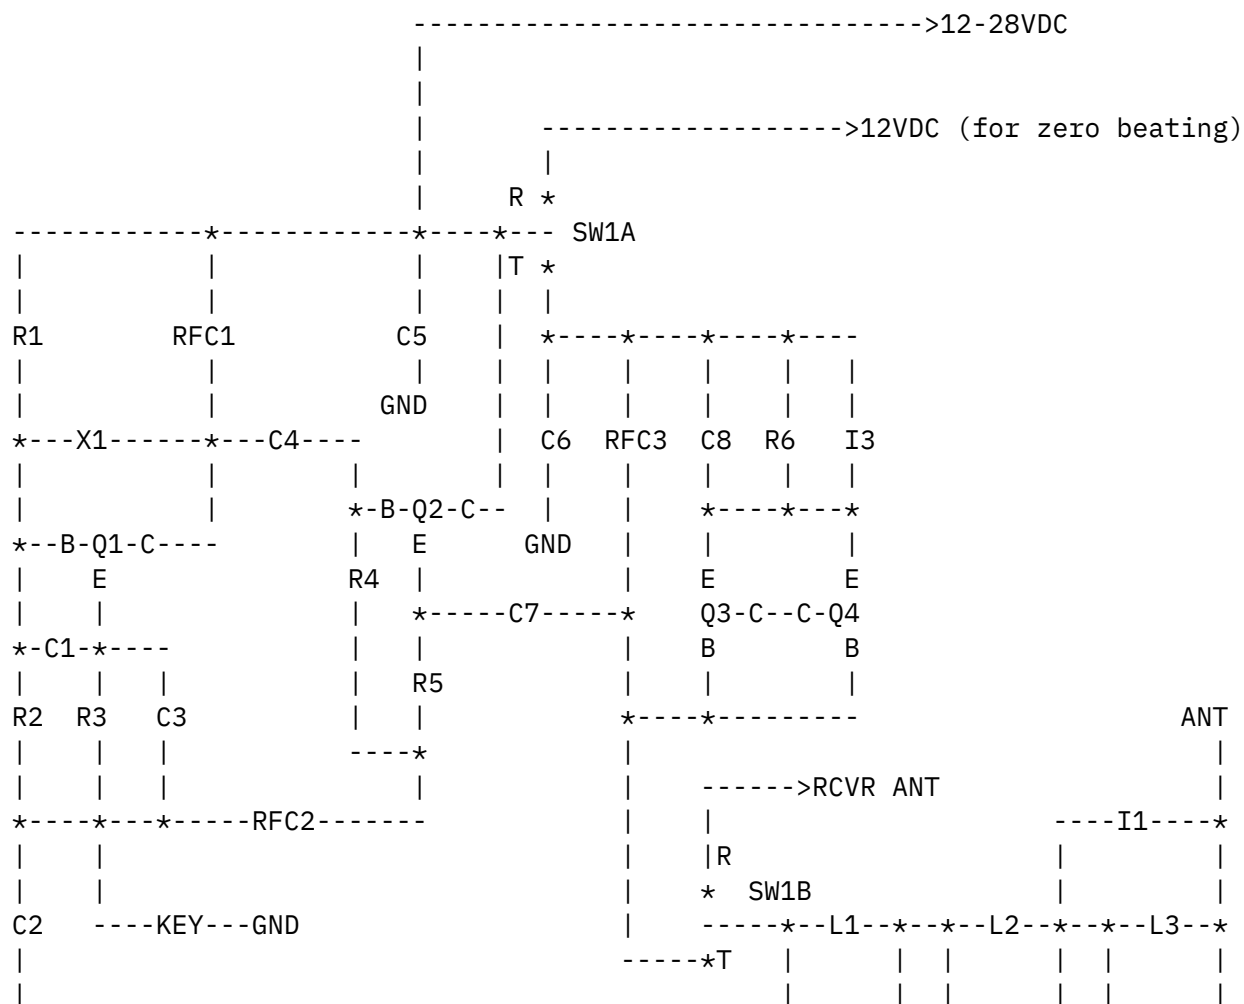 -------------------------------->12-28VDC
                         |
                         |
                         |       ------------------->12VDC (for zero beating)
                         |       |
                         |     R *
------------*------------*----*--- SW1A
|           |            |    |T *
|           |            |    |  |
R1         RFC1         C5    |  *----*----*----*----
|           |            |    |  |    |    |    |   |
|           |           GND   |  |    |    |    |   |
*---X1------*---C4----        |  C6  RFC3  C8   R6  I3
|           |        |        |  |    |    |    |   |
|           |        *-B-Q2-C--  |    |    *----*---*
*--B-Q1-C----        |   E      GND   |    |        |
|    E               R4  |            |    E        E
|    |               |   *-----C7-----*    Q3-C--C-Q4
*-C1-*----           |   |            |    B        B
|    |   |           |   R5           |    |        |
R2   R3  C3          |   |            *----*---------                    ANT
|    |   |           ----*            |                                  |
|    |   |               |            |    ------>RCVR ANT               |
*----*---*-----RFC2-------            |    |                     ----I1----*
|    |                                |    |R                    |         |
|    |                                |    *  SW1B               |         |
C2   ----KEY---GND                    |    -----*--L1--*--*--L2--*--*--L3--*
|                                     -----*T   |      |  |      |  |      |
|                                               |      |  |      |  |      |